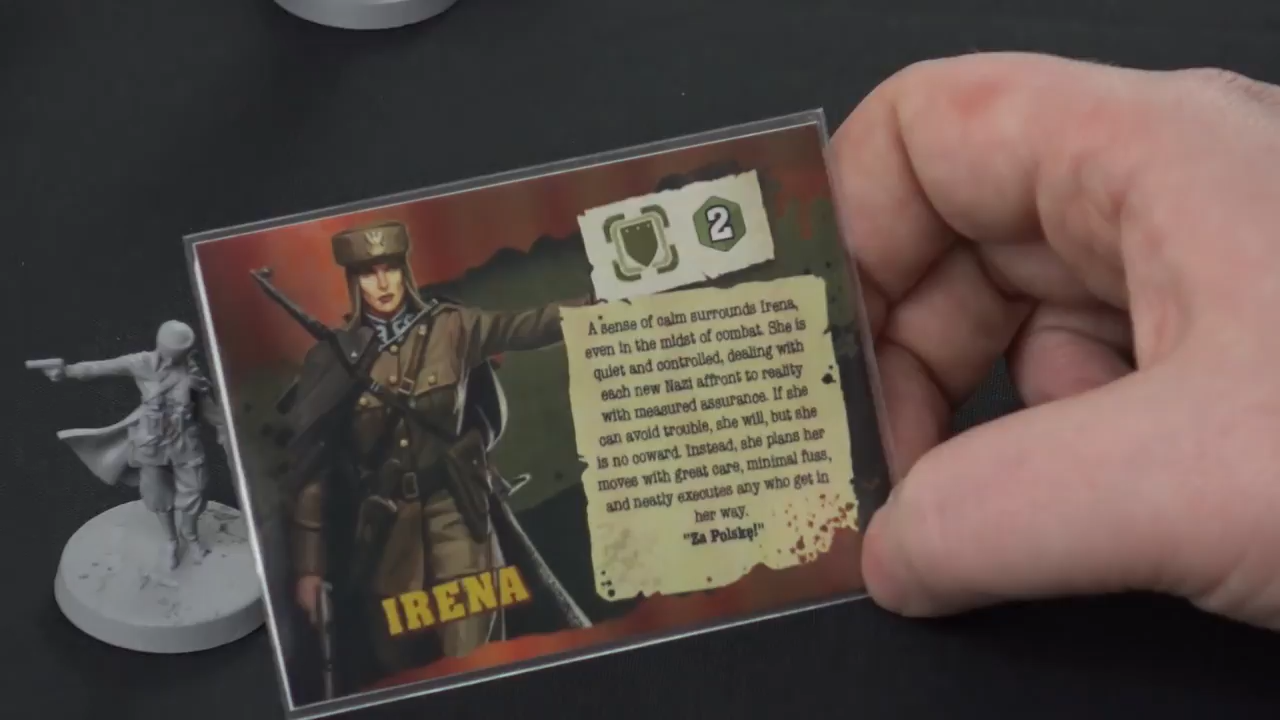 2
A sense of calm surrounds Irena,
even in the midst of combat. She is
quiet and controlled, dealing with
each new Nazi affront to reality
with measured assurance. If she
can avoid trouble, she will, but she
is no coward. Instead, she plans her
moves with great care, minimal fuss,
and neatly executes any who get in
her way.
"Za Polskę!"
IRENA